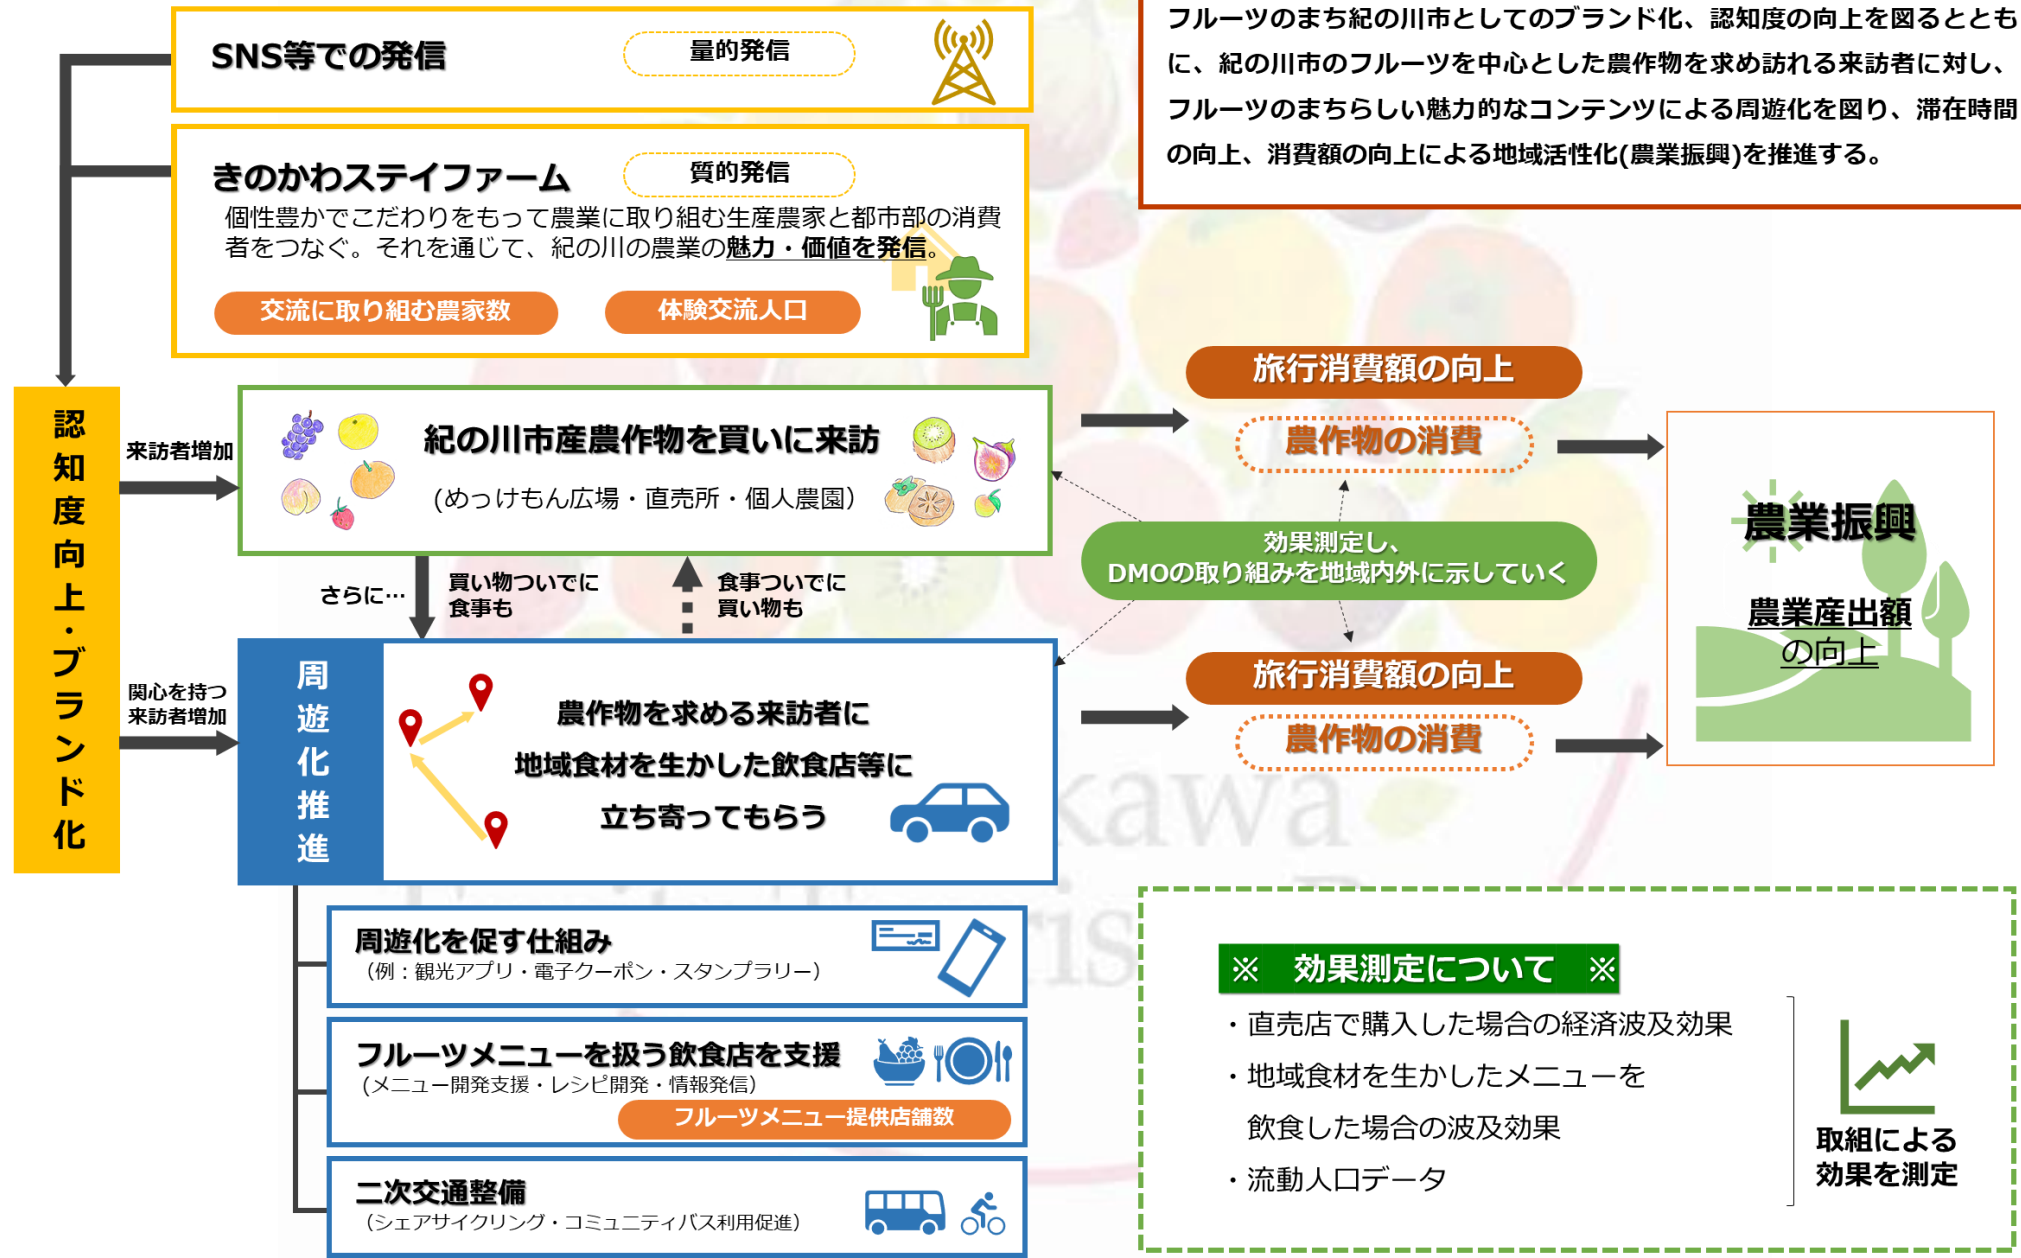 SNS等での発信
量的発信
きのかわステイファーム
質的発信
個性豊かでこだわりをもって農業に取り組む生産農家と都市部の消費
者をつなぐ。それを通じて、紀の川の農業の魅力・価値を発信。
交流に取り組む農家数
体験交流人口
フルーツのまち紀の川市としてのブランド化、認知度の向上を図るととも
に、紀の川市のフルーツを中心とした農作物を求め訪れる来訪者に対し、
フルーツのまちらしい魅力的なコンテンツによる周遊化を図り、滞在時間
の向上、消費額の向上による地域活性化(農業振興)を推進する。
認知度向上・ブランド化
来訪者増加
紀の川市産農作物を買いに来訪
(めっけもん広場・直売所・個人農園)
旅行消費額の向上
農作物の消費
効果測定し、
DMOの取り組みを地域内外に示していく
農業振興
農業産出額
の向上
さらに…
買い物ついでに
食事も
食事ついでに
買い物も
関心を持つ
来訪者増加
周遊化推進
農作物を求める来訪者に
地域食材を生かした飲食店等に
立ち寄ってもらう
旅行消費額の向上
農作物の消費
周遊化を促す仕組み
(例:観光アプリ・電子クーポン・スタンプラリー)
フルーツメニューを扱う飲食店を支援
(メニュー開発支援・レシピ開発・情報発信)
フルーツメニュー提供店舗数
二次交通整備
(シェアサイクリング・コミュニティバス利用促進)
※ 効果測定について ※
・直売店で購入した場合の経済波及効果
・地域食材を生かしたメニューを
飲食した場合の波及効果
・流動人口データ
取組による
効果を測定